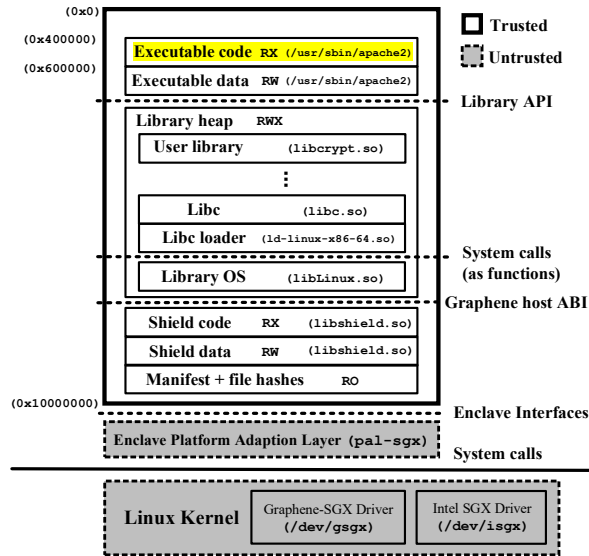 (0x0)
Trusted
(0x400000)
Executable code RX (/usr/sbin/apache2)
Untrusted
(0x600000)
Executable data RW (/usr/sbin/apache2)
Library API
Library heap RWX
User library (libcrypt.so)
⋮
Libc (libc.so)
Libc loader (ld-linux-x86-64.so)
System calls
(as functions)
Library OS (libLinux.so)
Graphene host ABI
Shield code RX (libshield.so)
Shield data RW (libshield.so)
Manifest + file hashes RO
(0x10000000)
Enclave Interfaces
Enclave Platform Adaption Layer (pal-sgx)
System calls
Linux Kernel
Graphene-SGX Driver
(/dev/gsgx)
Intel SGX Driver
(/dev/isgx)